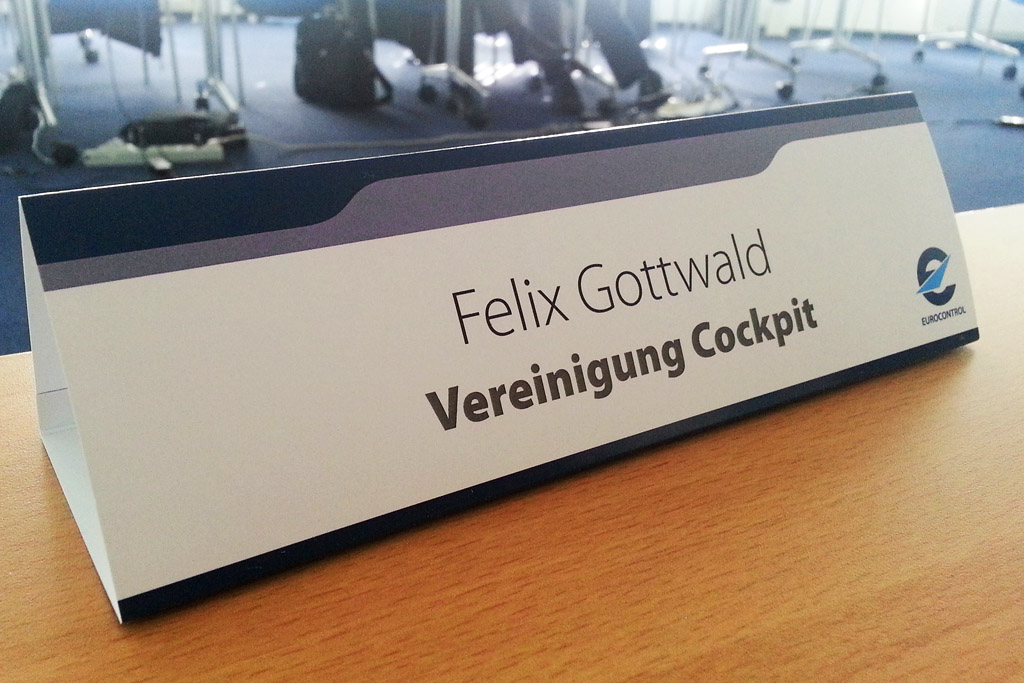 Felix Gottwald
Vereinigung Cockpit
EUROCONTROL